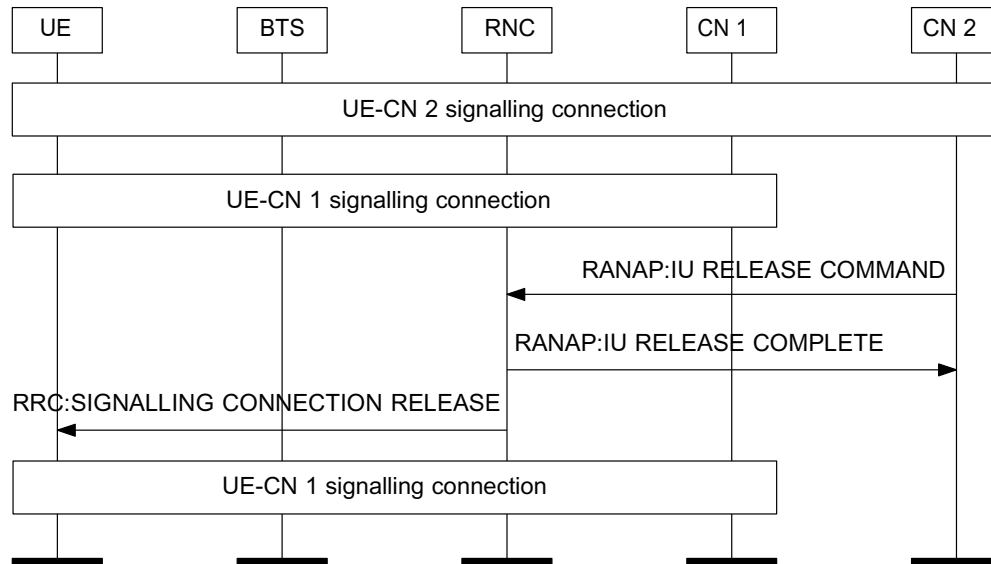 UE BTS RNC CN 1 CN 2
UE-CN 2 signalling connection
UE-CN 1 signalling connection
RANAP:IU RELEASE COMMAND
RANAP:IU RELEASE COMPLETE
RRC:SIGNALLING CONNECTION RELEASE
UE-CN 1 signalling connection